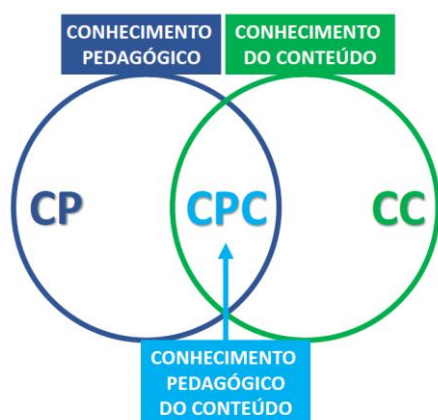 CONHECIMENTO
PEDAGÓGICO
CONHECIMENTO
DO CONTEÚDO
CP
CPC
CC
CONHECIMENTO
PEDAGÓGICO
DO CONTEÚDO